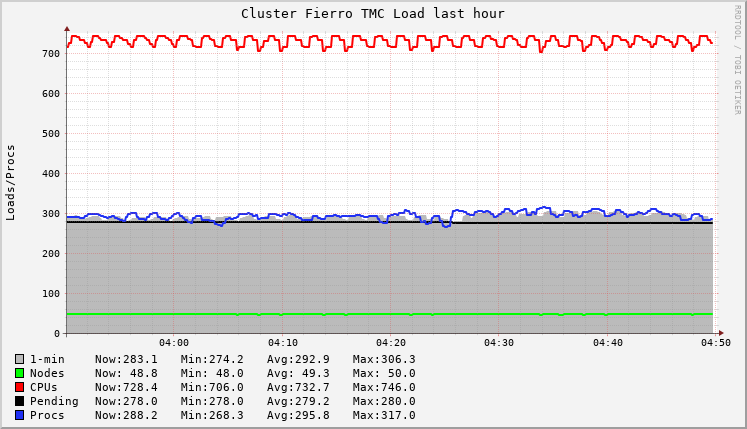 Cluster Fierro TMC Load last hour
RRDTOOL / TOBI OETIKER
Loads/Procs
700
600
500
400
300
200
100
0
04:00 04:10 04:20 04:30 04:40 04:50
1-min Now:283.1 Min:274.2 Avg:292.9 Max:306.3
Nodes Now: 48.8 Min: 48.0 Avg: 49.3 Max: 50.0
CPUs Now:728.4 Min:706.0 Avg:732.7 Max:746.0
Pending Now:278.0 Min:278.0 Avg:279.2 Max:280.0
Procs Now:288.2 Min:268.3 Avg:295.8 Max:317.0